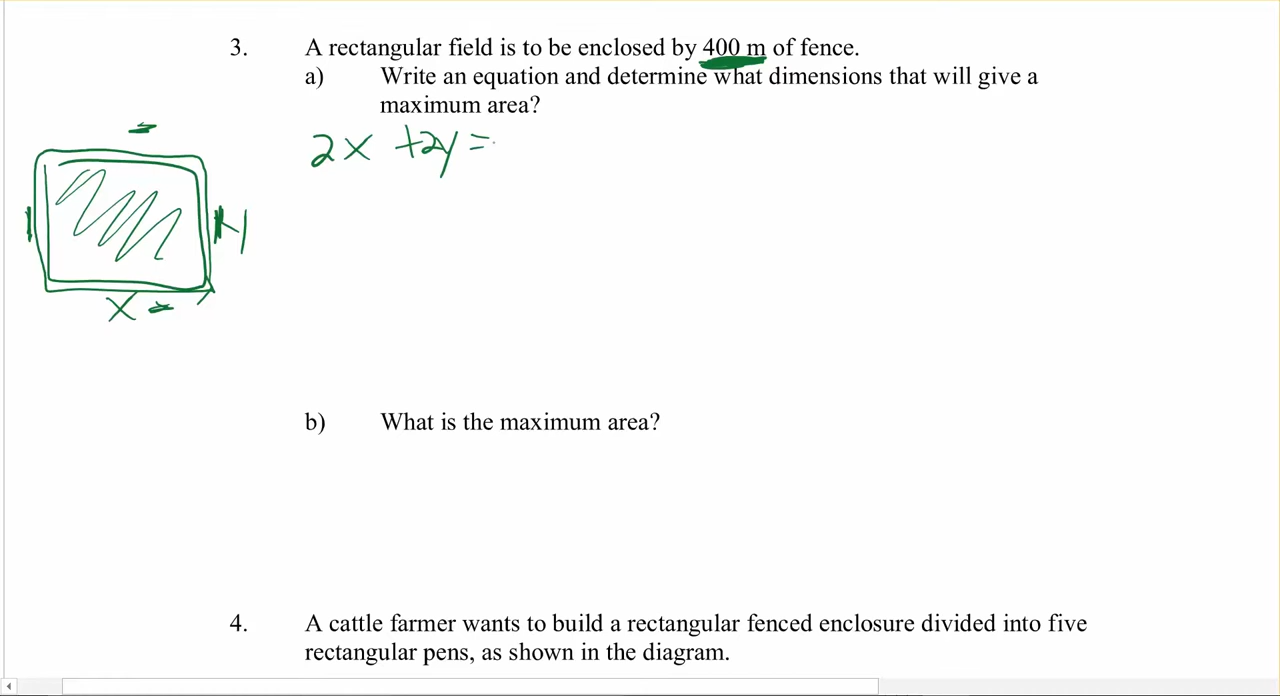 3. A rectangular field is to be enclosed by 400 m of fence.
a) Write an equation and determine what dimensions that will give a
maximum area?
2x +2y =
y
x
b) What is the maximum area?
4. A cattle farmer wants to build a rectangular fenced enclosure divided into five
rectangular pens, as shown in the diagram.